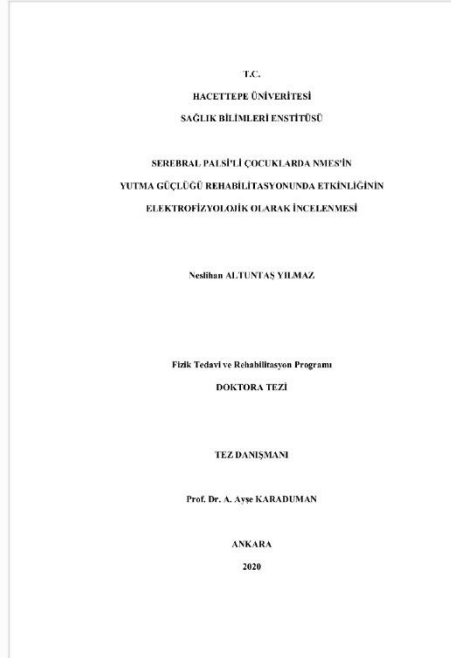 T.C.
HACETTEPE ÜNİVERİTESİ
SAĞLIK BİLİMLERİ ENSTİTÜSÜ
SEREBRAL PALSİ'Lİ ÇOCUKLARDA NMES'İN
YUTMA GÜÇLÜĞÜ REHABİLİTASYONUNDA ETKİNLİĞİNİN
ELEKTROFİZYOLOJİK OLARAK İNCELENMESİ
Neslihan ALTUNTAŞ YILMAZ
Fizik Tedavi ve Rehabilitasyon Programı
DOKTORA TEZİ
TEZ DANIŞMANI
Prof. Dr. A. Ayşe KARADUMAN
ANKARA
2020